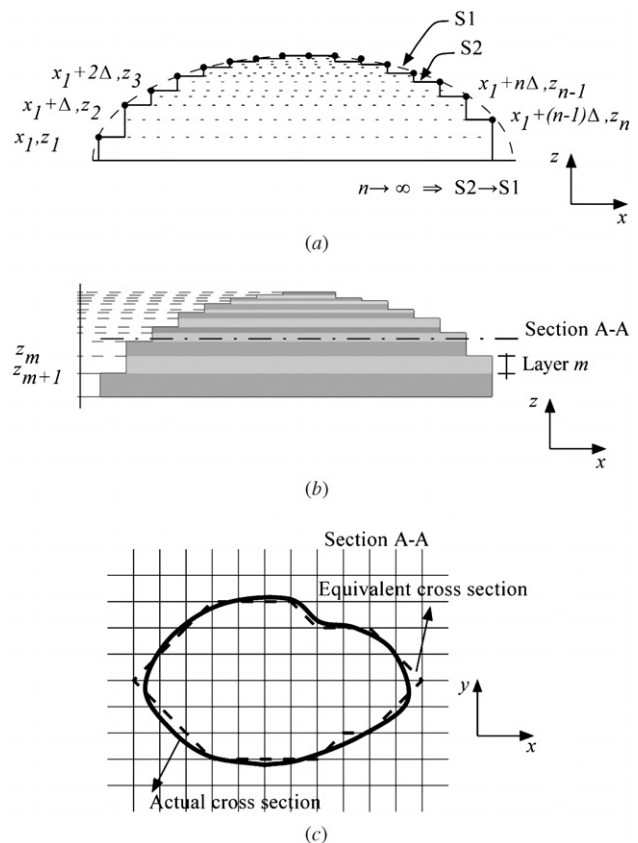 S1
S2
x1+2Δ,z3
x1+Δ,z2
x1,z1
x1+nΔ,zn-1
x1+(n-1)Δ,zn
n→∞ ⇒ S2→S1
z
x
(a)
Section A-A
zm
zm+1
Layer m
z
x
(b)
Section A-A
Equivalent cross section
y
x
Actual cross section
(c)